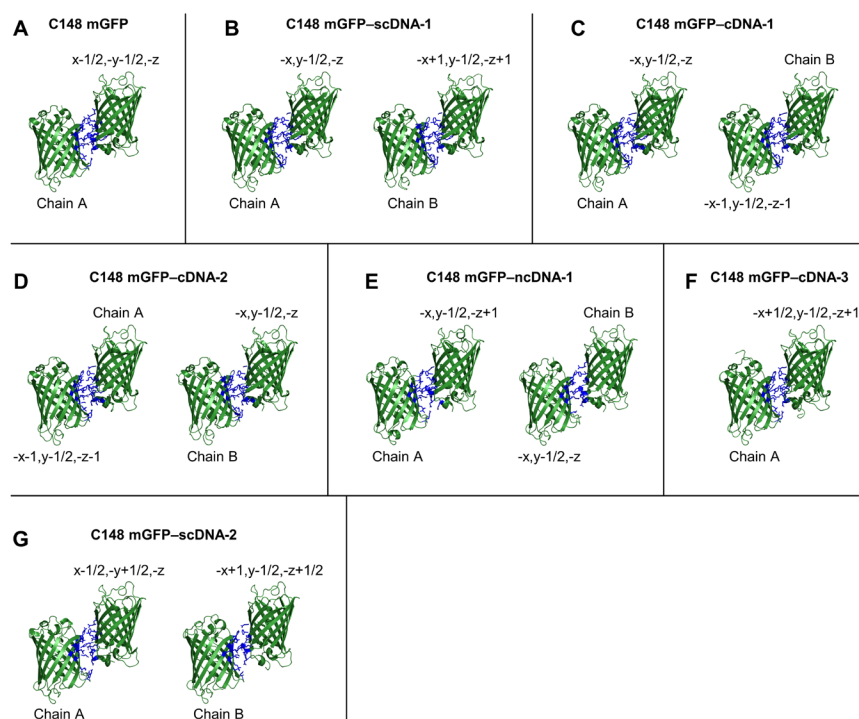 A
C148 mGFP
x-1/2,-y-1/2,-z
Chain A
B
C148 mGFP–scDNA-1
-x,y-1/2,-z
-x+1,y-1/2,-z+1
Chain A
Chain B
C
C148 mGFP–cDNA-1
-x,y-1/2,-z
Chain B
Chain A
-x-1,y-1/2,-z-1
D
C148 mGFP–cDNA-2
Chain A
-x,y-1/2,-z
-x-1,y-1/2,-z-1
Chain B
E
C148 mGFP–ncDNA-1
-x,y-1/2,-z+1
Chain B
Chain A
-x,y-1/2,-z
F
C148 mGFP–cDNA-3
-x+1/2,y-1/2,-z+1
Chain A
G
C148 mGFP–scDNA-2
x-1/2,-y+1/2,-z
-x+1,y-1/2,-z+1/2
Chain A
Chain B